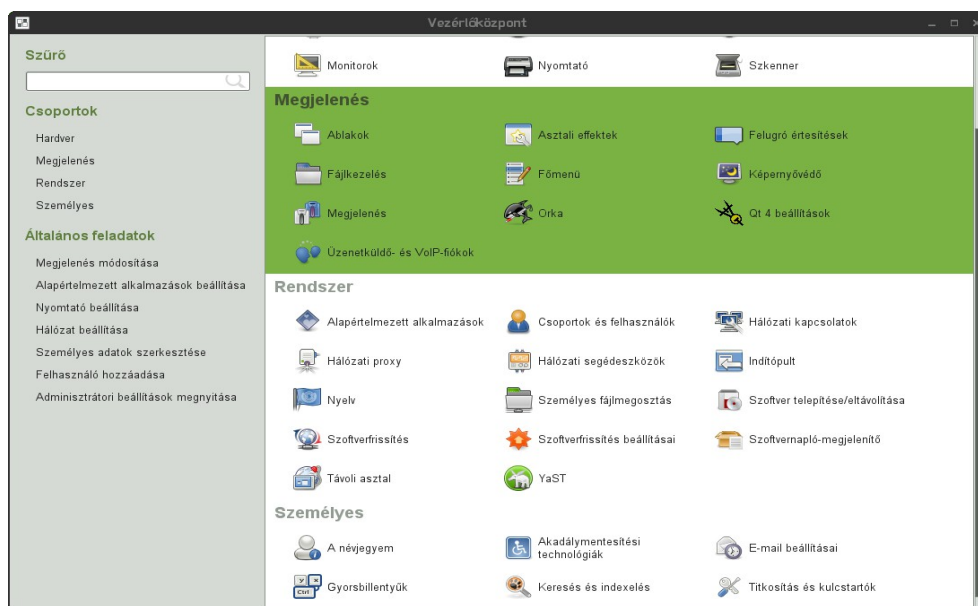 Vezérlőközpont
Szűrő
Csoportok
Hardver
Megjelenés
Rendszer
Személyes
Általános feladatok
Megjelenés módosítása
Alapértelmezett alkalmazások beállítása
Nyomtató beállítása
Hálózat beállítása
Személyes adatok szerkesztése
Felhasználó hozzáadása
Adminisztrátori beállítások megnyitása
Monitorok
Nyomtató
Szkenner
Megjelenés
Ablakok
Asztali effektek
Felugró értesítések
Fájlkezelés
Főmenü
Képernyővédő
Megjelenés
Orka
Qt 4 beállítások
Üzenetküldő- és VoIP-fiókok
Rendszer
Alapértelmezett alkalmazások
Csoportok és felhasználók
Hálózati kapcsolatok
Hálózati proxy
Hálózati segédeszközök
Indítópult
Nyelv
Személyes fájlmegosztás
Szoftver telepítése/eltávolítása
Szoftverfrissítés
Szoftverfrissítés beállításai
Szoftvernapló-megjelenítő
Távoli asztal
YaST
Személyes
A névjegyem
Akadálymentesítési
technológiák
E-mail beállításai
Gyorsbillentyűk
Keresés és indexelés
Titkosítás és kulcstartók